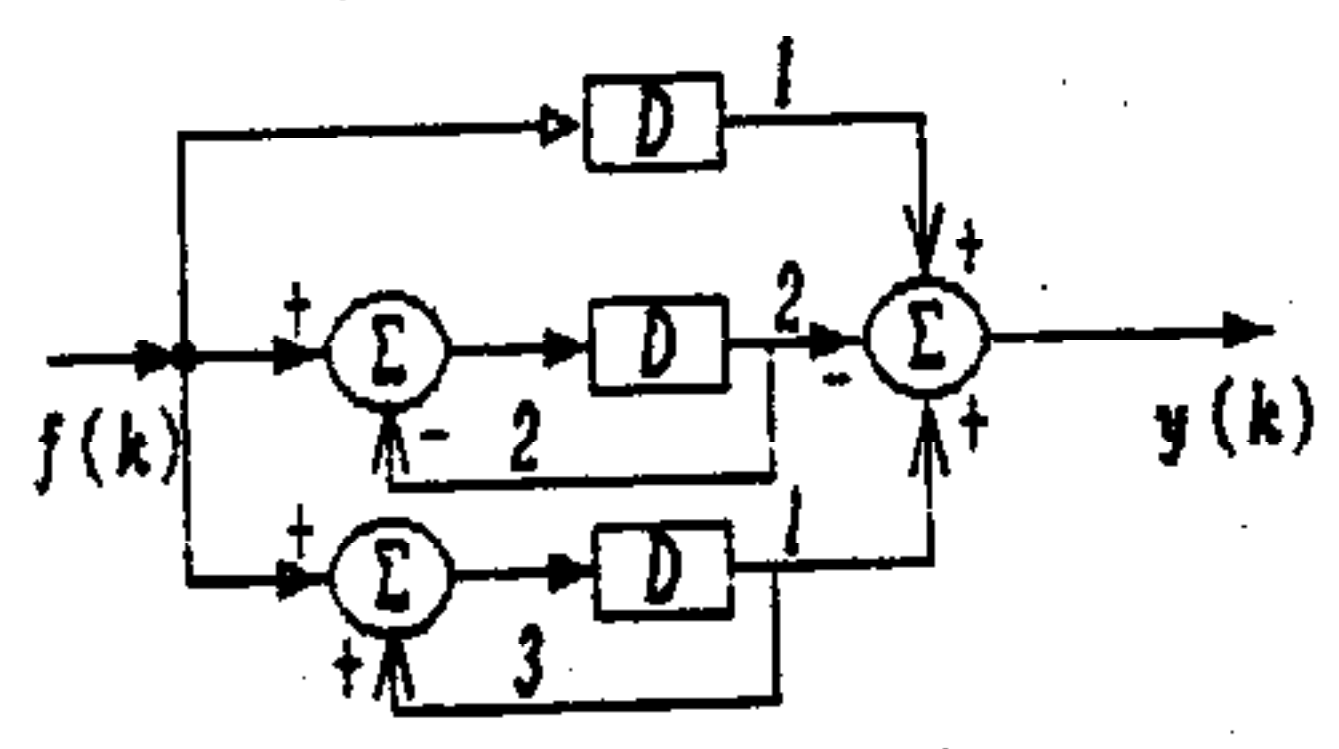 1
D
+
+ 2
Σ D Σ
-
f(k) - 2 + y(k)
+ 1
Σ D
+ 3